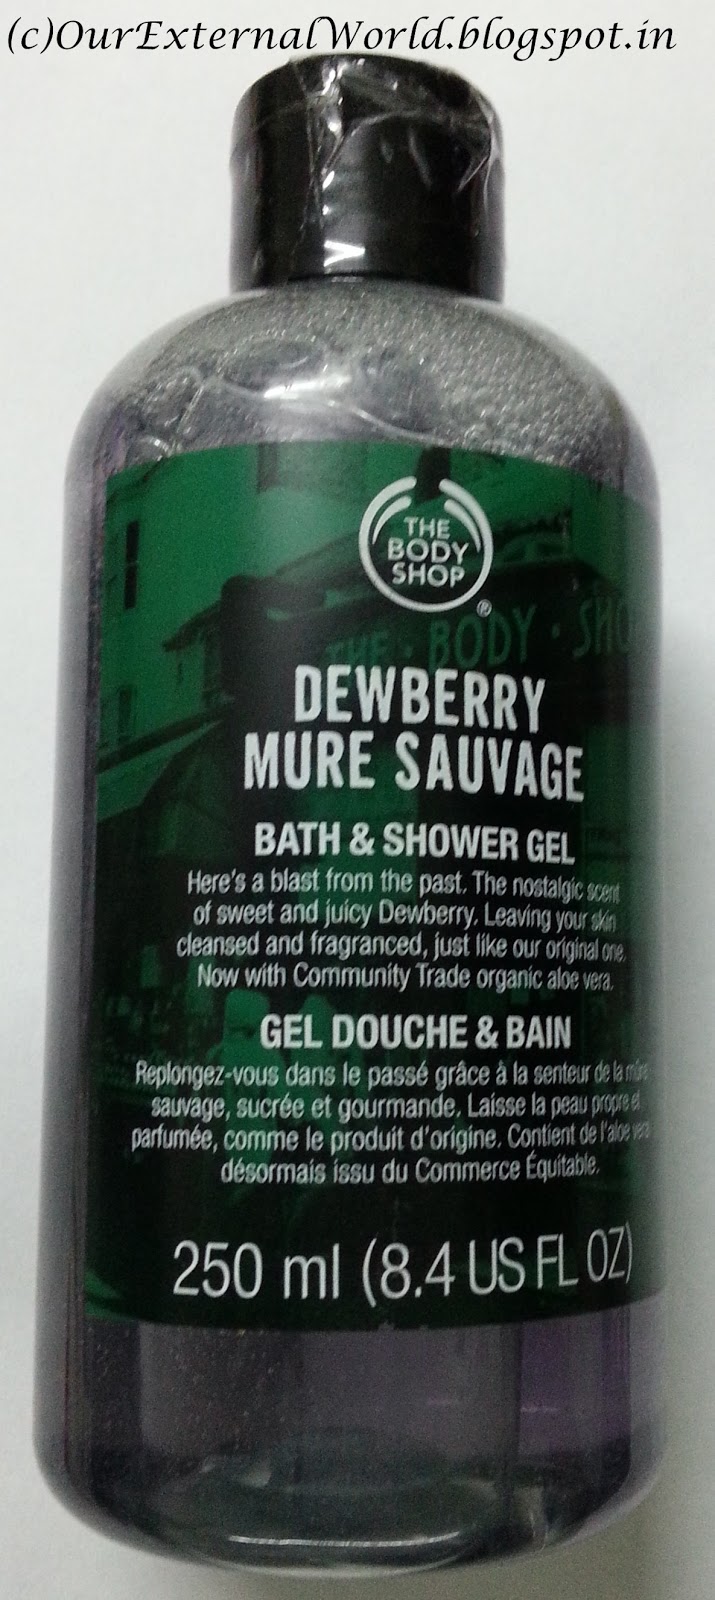 (c)OurExternalWorld.blogspot.in
THE
BODY
SHOP
®
THE · BODY · SHO
DEWBERRY
MURE SAUVAGE
BATH & SHOWER GEL
Here's a blast from the past. The nostalgic scent
of sweet and juicy Dewberry. Leaving your skin
cleansed and fragranced, just like our original one.
Now with Community Trade organic aloe vera.
GEL DOUCHE & BAIN
Replongez-vous dans le passé grâce à la senteur de la mûre
sauvage, sucrée et gourmande. Laisse la peau propre et
parfumée, comme le produit d'origine. Contient de l'aloe vera
désormais issu du Commerce Équitable.
250 ml (8.4 US FL OZ)